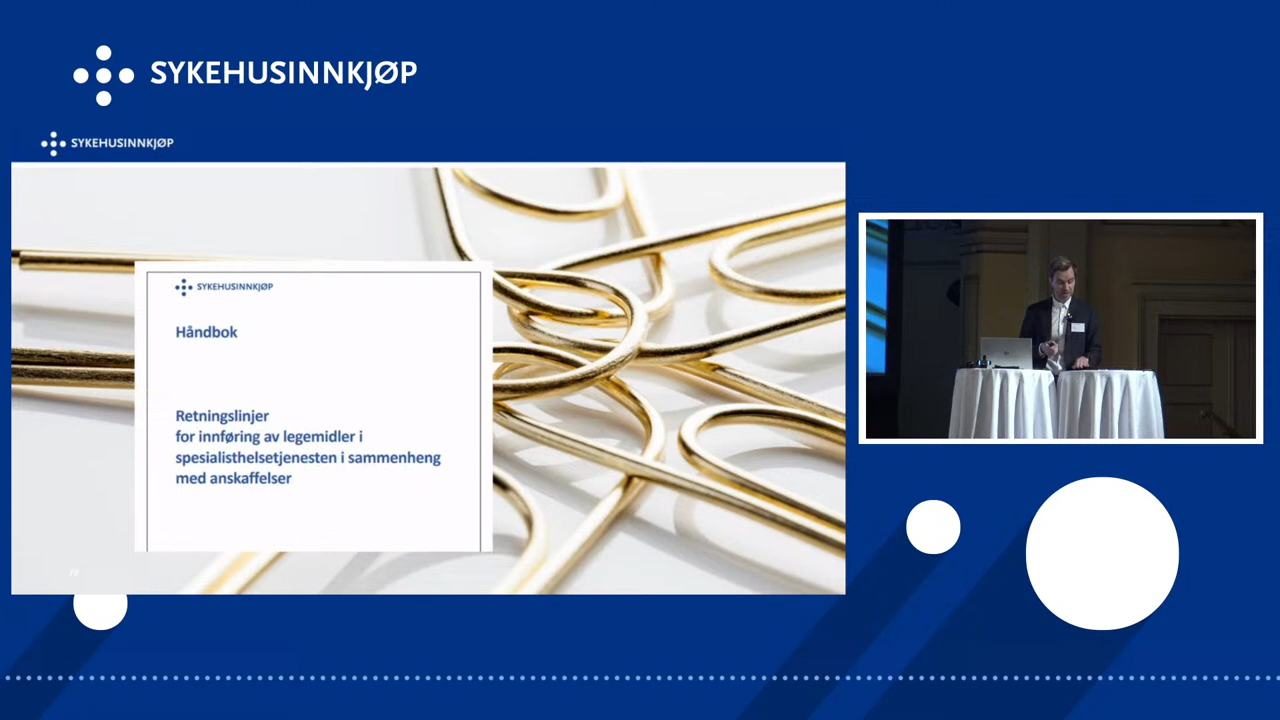 SYKEHUSINNKJØP
SYKEHUSINNKJØP
SYKEHUSINNKJØP
Håndbok
Retningslinjer
for innføring av legemidler i
spesialisthelsetjenesten i sammenheng
med anskaffelser